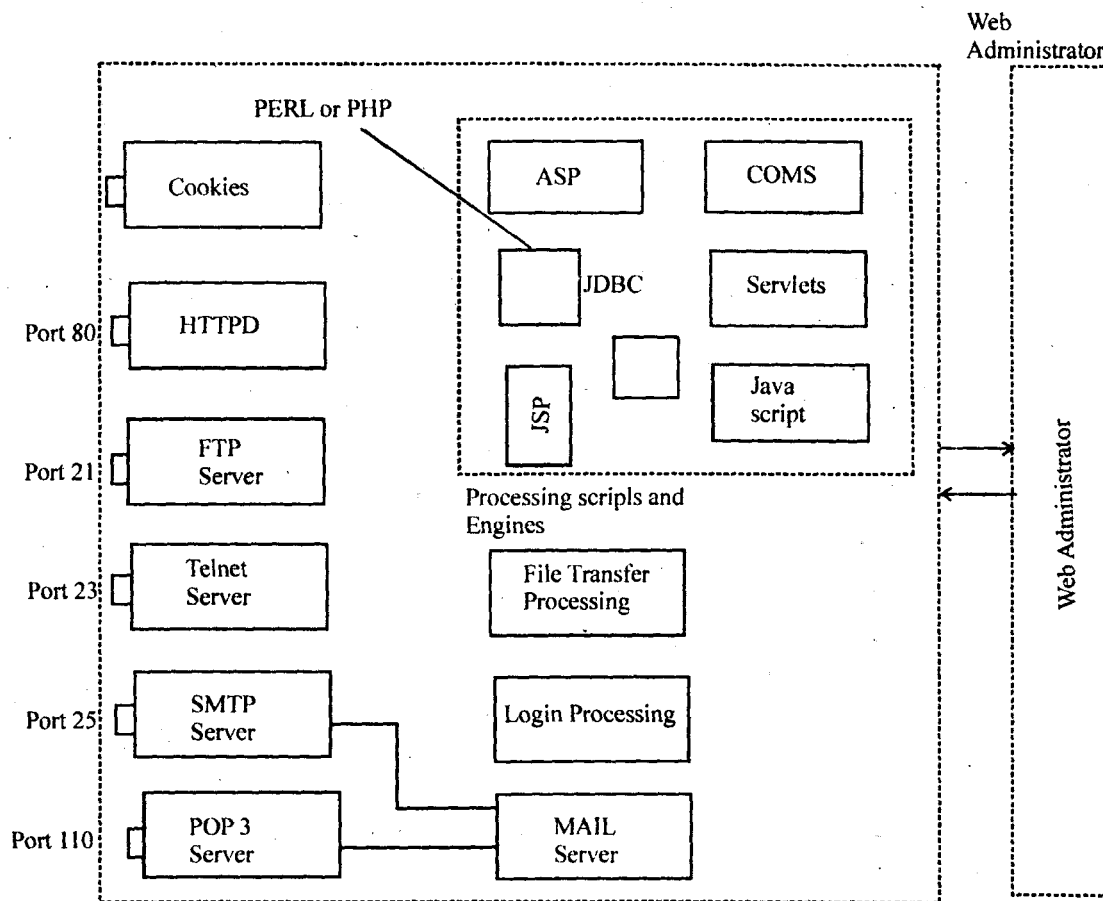 Web
Administrator
PERL or PHP
Cookies
ASP
COMS
JDBC
Servlets
Port 80
HTTPD
JSP
Java
script
Port 21
FTP
Server
Processing scripls and
Engines
Web Administrator
Port 23
Telnet
Server
File Transfer
Processing
Port 25
SMTP
Server
Login Processing
Port 110
POP 3
Server
MAIL
Server